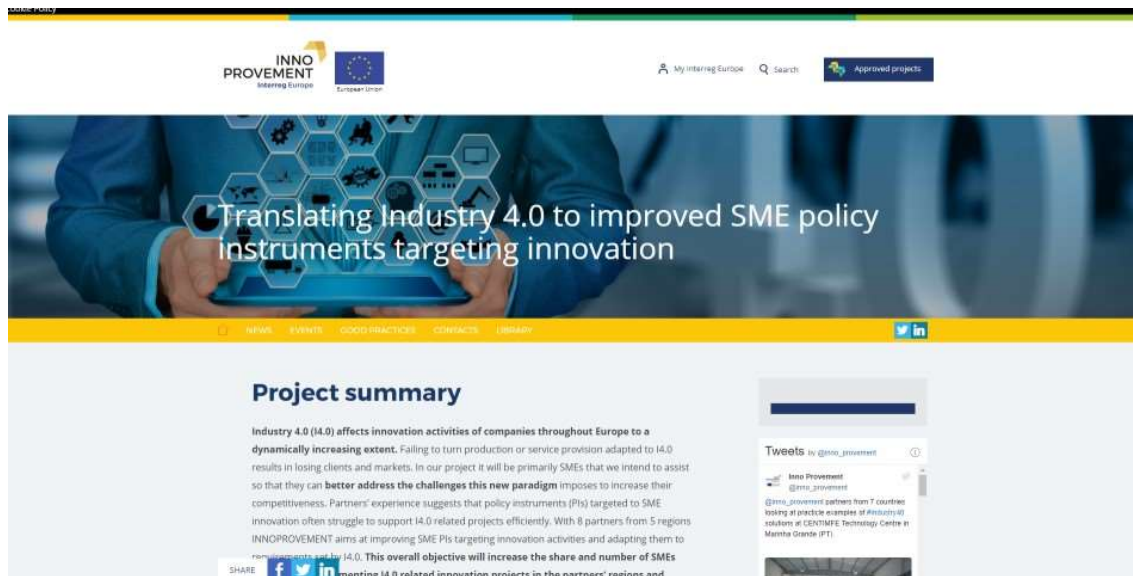 Cookie Policy
INNO
PROVEMENT
Interreg Europe
European Union
My Interreg Europe
Search
Approved projects
Translating Industry 4.0 to improved SME policy
instruments targeting innovation
NEWS EVENTS GOOD PRACTICES CONTACTS LIBRARY
Project summary
Industry 4.0 (I4.0) affects innovation activities of companies throughout Europe to a
dynamically increasing extent. Failing to turn production or service provision adapted to I4.0
results in losing clients and markets. In our project it will be primarily SMEs that we intend to assist
so that they can better address the challenges this new paradigm imposes to increase their
competitiveness. Partners' experience suggests that policy instruments (PIs) targeted to SME
innovation often struggle to support I4.0 related projects efficiently. With 8 partners from 5 regions
INNOPROVEMENT aims at improving SME PIs targeting innovation activities and adapting them to
requirements set by I4.0. This overall objective will increase the share and number of SMEs
menting I4.0 related innovation projects in the partners' regions and
SHARE
Tweets by @inno_provement
Inno Provement
@inno_provement
@inno_provement partners from 7 countries
looking at practicle examples of #industry40
solutions at CENTIMFE Technology Centre in
Marinha Grande (PT).